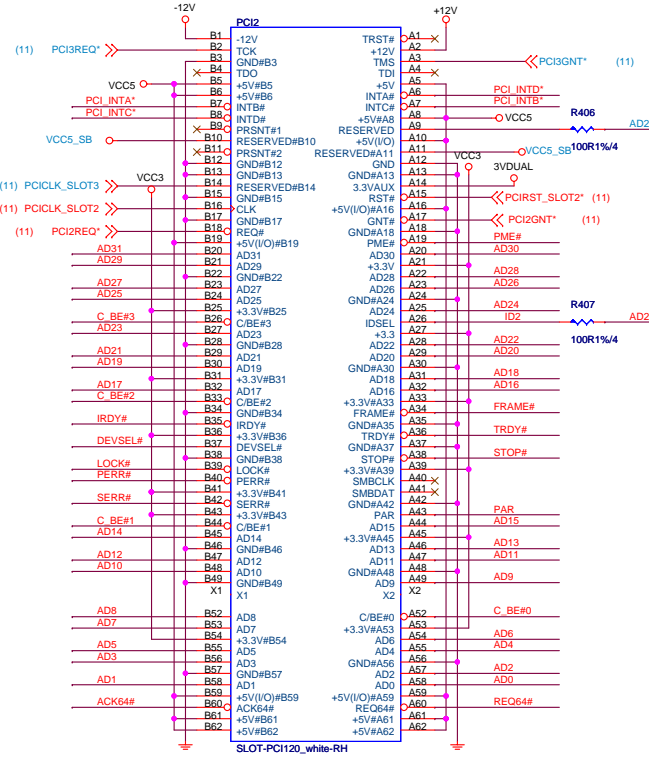 -12V +12V
PCI2
B1 -12V TRST# A1
(11) PCI3REQ* B2 TCK +12V A2
B3 GND#B3 TMS A3 PCI3GNT* (11)
B4 TDO TDI A4
VCC5 B5 +5V#B5 +5V A5
B6 +5V#B6 INTA# A6 PCI_INTD*
PCI_INTA* B7 INTB# INTC# A7 PCI_INTB*
PCI_INTC* B8 INTD# +5V#A8 A8 VCC5 R406
B9 PRSNT#1 RESERVED A9 AD2
VCC5_SB B10 RESERVED#B10 +5V(I/O) A10 100R1%/4
B11 PRSNT#2 RESERVED#A11 A11 VCC5_SB
B12 GND#B12 GND A12 VCC3 3VDUAL
B13 GND#B13 GND#A13 A13
(11) PCICLK_SLOT3 VCC3 B14 RESERVED#B14 3.3VAUX A14
B15 GND#B15 RST# A15 PCIRST_SLOT2* (11)
(11) PCICLK_SLOT2 B16 CLK +5V(I/O)#A16 A16
B17 GND#B17 GNT# A17 PCI2GNT* (11)
(11) PCI2REQ* B18 REQ# GND#A18 A18
B19 +5V(I/O)#B19 PME# A19 PME#
AD31 B20 AD31 AD30 A20 AD30
AD29 B21 AD29 +3.3V A21
B22 GND#B22 AD28 A22 AD28
AD27 B23 AD27 AD26 A23 AD26
AD25 B24 AD25 GND#A24 A24
B25 +3.3V#B25 AD24 A25 AD24 R407
C_BE#3 B26 C/BE#3 IDSEL A26 ID2 AD2
AD23 B27 AD23 +3.3 A27
B28 GND#B28 AD22 A28 AD22 100R1%/4
AD21 B29 AD21 AD20 A29 AD20
AD19 B30 AD19 GND#A30 A30
B31 +3.3V#B31 AD18 A31 AD18
AD17 B32 AD17 AD16 A32 AD16
C_BE#2 B33 C/BE#2 +3.3V#A33 A33
B34 GND#B34 FRAME# A34 FRAME#
IRDY# B35 IRDY# GND#A35 A35
B36 +3.3V#B36 TRDY# A36 TRDY#
DEVSEL# B37 DEVSEL# GND#A37 A37
B38 GND#B38 STOP# A38 STOP#
LOCK# B39 LOCK# +3.3V#A39 A39
PERR# B40 PERR# SMBCLK A40
B41 +3.3V#B41 SMBDAT A41
SERR# B42 SERR# GND#A42 A42
B43 +3.3V#B43 PAR A43 PAR
C_BE#1 B44 C/BE#1 AD15 A44 AD15
AD14 B45 AD14 +3.3V#A45 A45
B46 GND#B46 AD13 A46 AD13
AD12 B47 AD12 AD11 A47 AD11
AD10 B48 AD10 GND#A48 A48
B49 GND#B49 AD9 A49 AD9
X1 X1 X2 X2
AD8 B52 AD8 C/BE#0 A52 C_BE#0
AD7 B53 AD7 +3.3V#A53 A53
B54 +3.3V#B54 AD6 A54 AD6
AD5 B55 AD5 AD4 A55 AD4
AD3 B56 AD3 GND#A56 A56
B57 GND#B57 AD2 A57 AD2
AD1 B58 AD1 AD0 A58 AD0
B59 +5V(I/O)#B59 +5V(I/O)#A59 A59
ACK64# B60 ACK64# REQ64# A60 REQ64#
B61 +5V#B61 +5V#A61 A61
B62 +5V#B62 +5V#A62 A62
SLOT-PCI120_white-RH